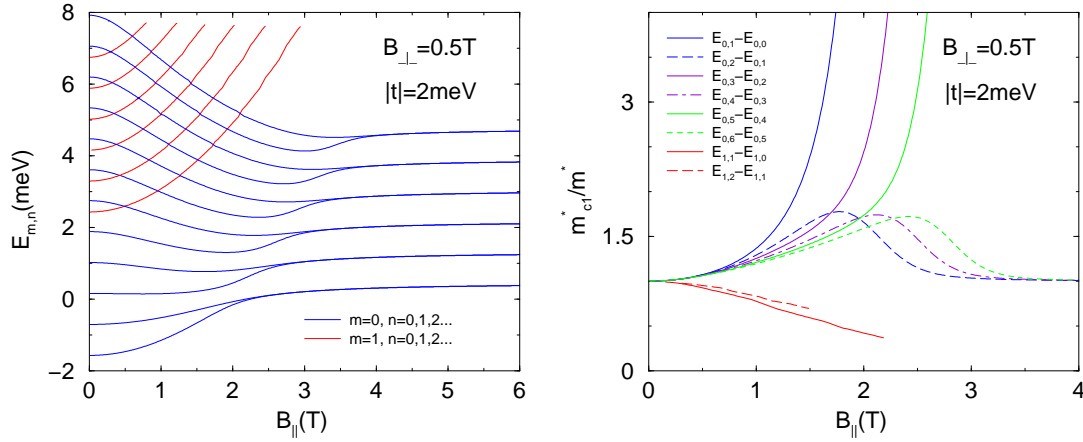 8
6
4
2
0
−2
0
1
2
3
4
5
6
E_{m,n}(meV)
B_{||}(T)
B_{_|_}=0.5T
|t|=2meV
m=0, n=0,1,2...
m=1, n=0,1,2...
E_{0,1}−E_{0,0}
E_{0,2}−E_{0,1}
E_{0,3}−E_{0,2}
E_{0,4}−E_{0,3}
E_{0,5}−E_{0,4}
E_{0,6}−E_{0,5}
E_{1,1}−E_{1,0}
E_{1,2}−E_{1,1}
B_{_|_}=0.5T
|t|=2meV
4
1.5
0
0
1
2
3
4
m^*_{c1}/m^*
B_{||}(T)